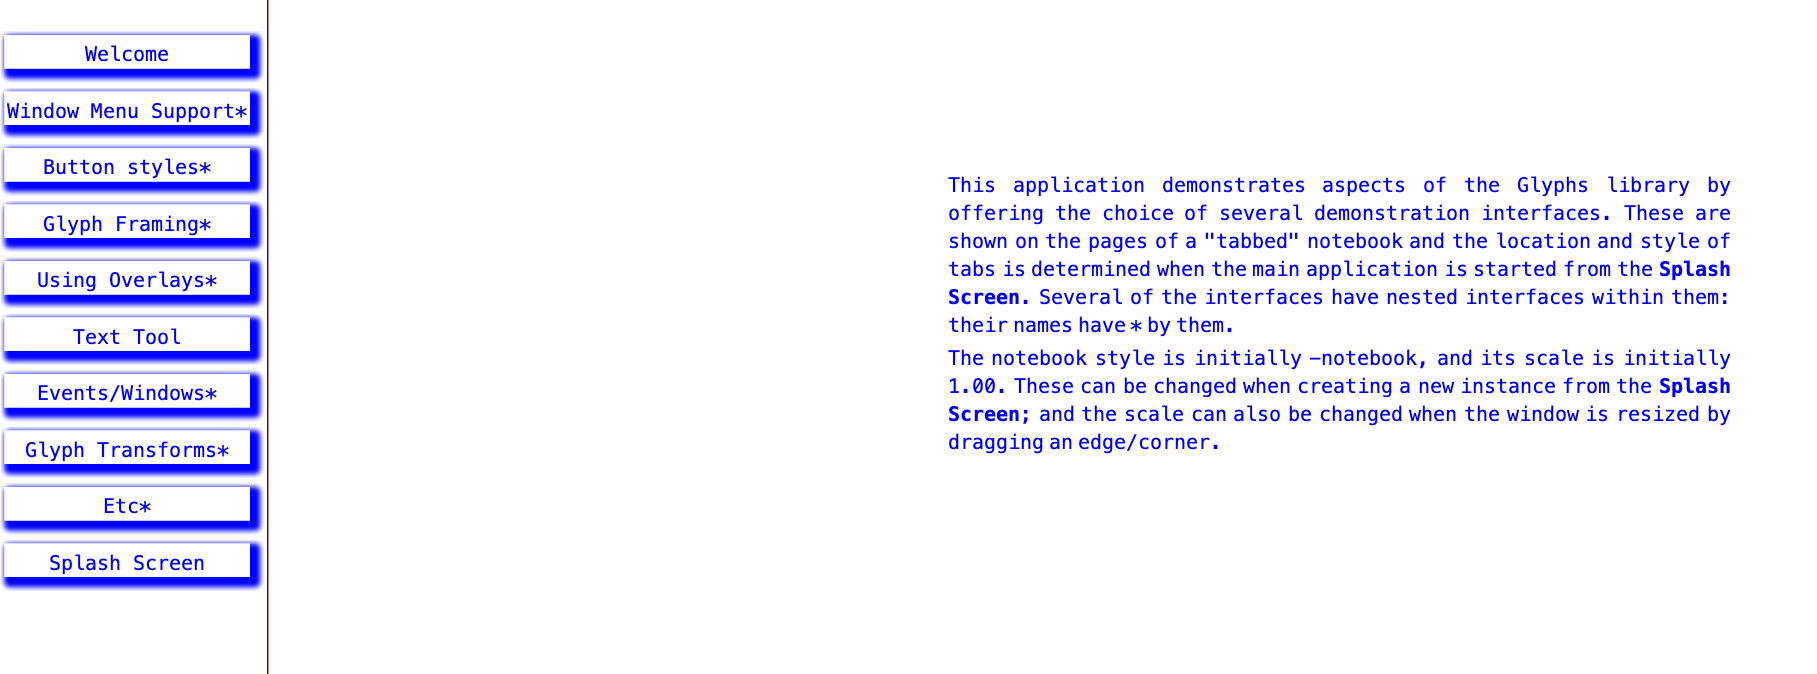 Welcome
Window Menu Support*
Button styles*
Glyph Framing*
Using Overlays*
Text Tool
Events/Windows*
Glyph Transforms*
Etc*
Splash Screen
This application demonstrates aspects of the Glyphs library by
offering the choice of several demonstration interfaces. These are
shown on the pages of a "tabbed" notebook and the location and style of
tabs is determined when the main application is started from the Splash
Screen. Several of the interfaces have nested interfaces within them:
their names have * by them.
The notebook style is initially –notebook, and its scale is initially
1.00. These can be changed when creating a new instance from the Splash
Screen; and the scale can also be changed when the window is resized by
dragging an edge/corner.